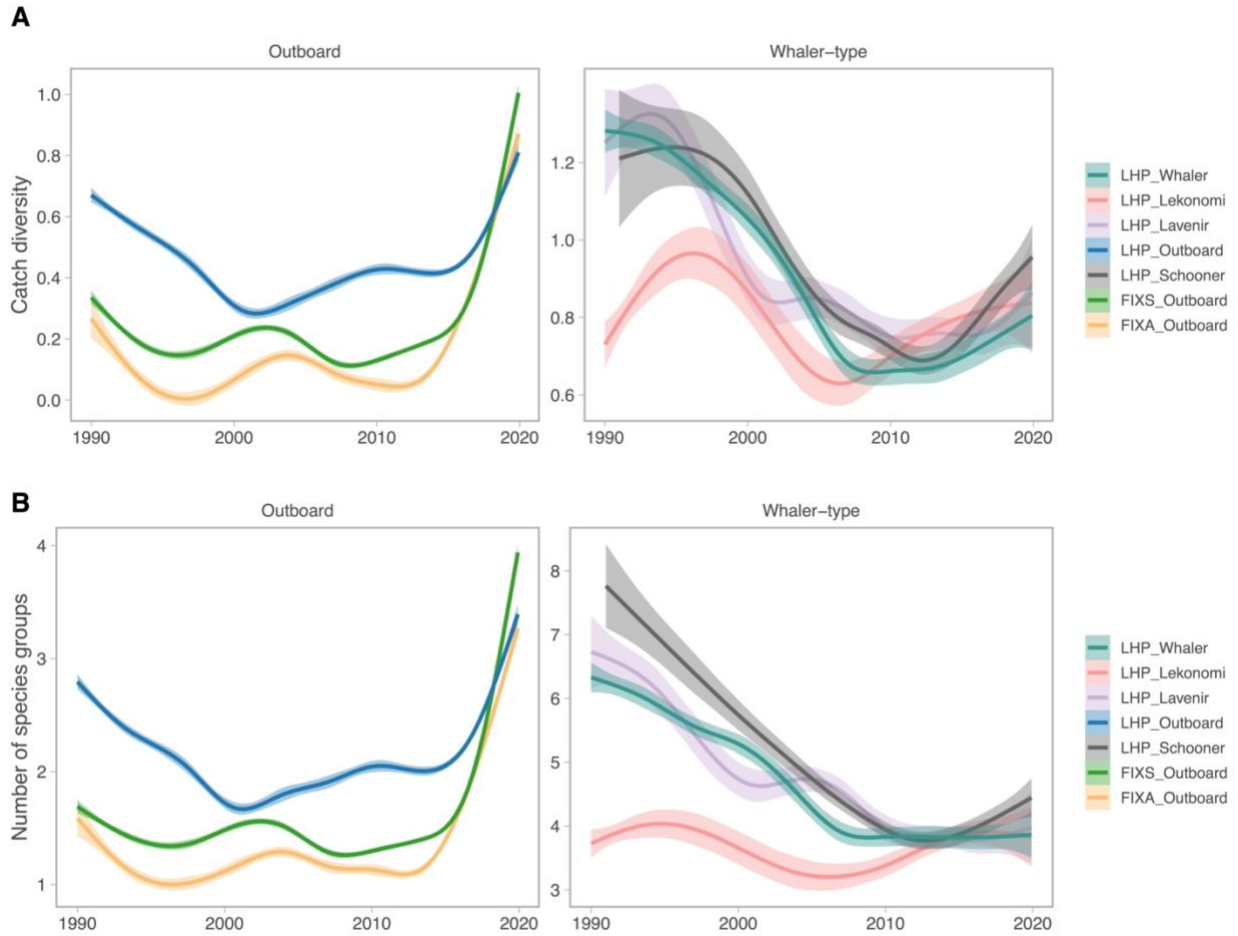 A
Outboard
Whaler-type
Catch diversity
1.0
0.8
0.6
0.4
0.2
0.0
1990
2000
2010
2020
1.2
1.0
0.8
0.6
1990
2000
2010
2020
LHP_Whaler
LHP_Lekonomi
LHP_Lavenir
LHP_Outboard
LHP_Schooner
FIXS_Outboard
FIXA_Outboard
B
Outboard
Whaler-type
Number of species groups
4
3
2
1
1990
2000
2010
2020
8
7
6
5
4
3
1990
2000
2010
2020
LHP_Whaler
LHP_Lekonomi
LHP_Lavenir
LHP_Outboard
LHP_Schooner
FIXS_Outboard
FIXA_Outboard